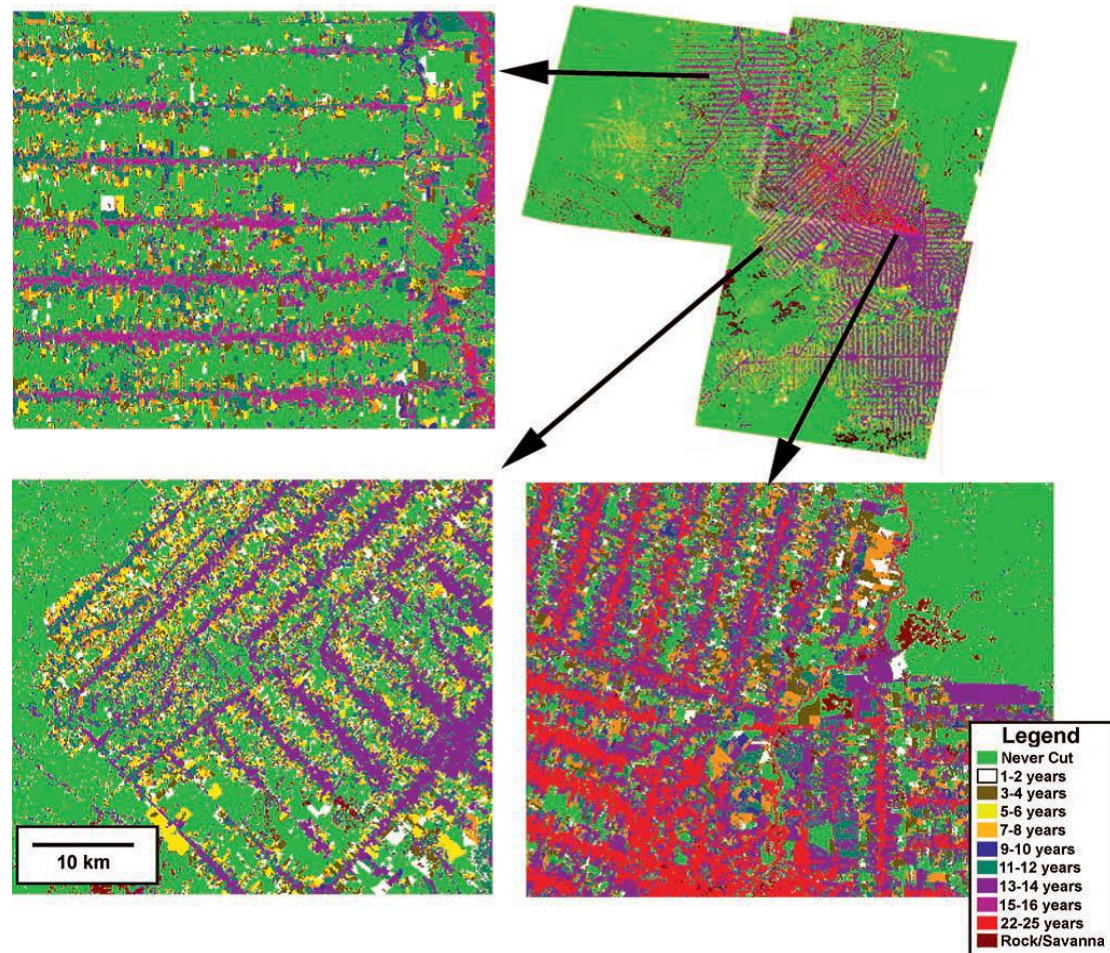 10 km
Legend
Never Cut
1-2 years
3-4 years
5-6 years
7-8 years
9-10 years
11-12 years
13-14 years
15-16 years
22-25 years
Rock/Savanna